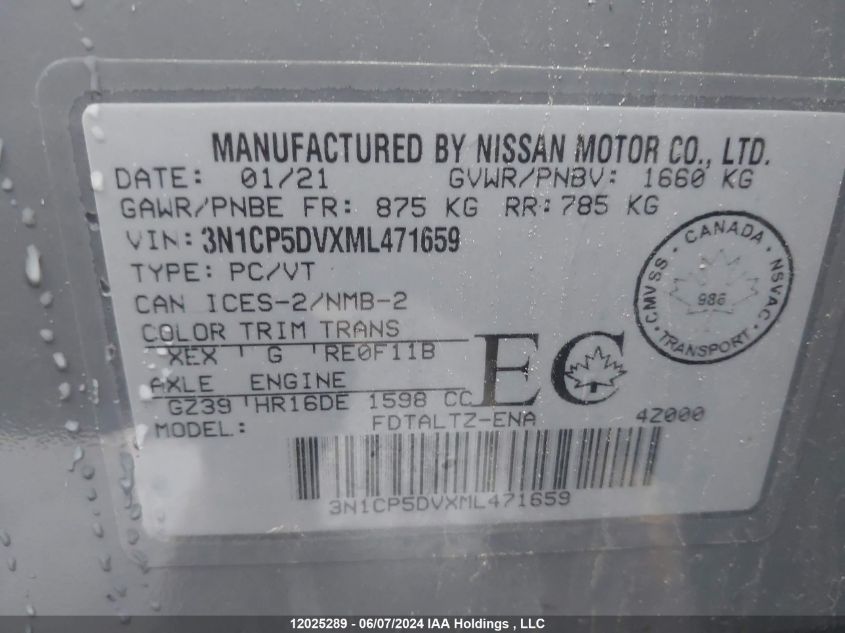 MANUFACTURED BY NISSAN MOTOR CO., LTD.
DATE: 01/21 GVWR/PNBV: 1660 KG
GAWR/PNBE FR: 875 KG RR: 785 KG
VIN: 3N1CP5DVXML471659
TYPE: PC/VT
CAN ICES-2/NMB-2
COLOR TRIM TRANS
XEX G RE0F11B
AXLE ENGINE
GZ39 HR16DE 1598 CC
EC
MODEL: FDTALTZ-ENA 4Z000
3N1CP5DVXML471659
CANADA
CMVSS 986 NSVAC
TRANSPORT
12025289 - 06/07/2024 IAA Holdings, LLC